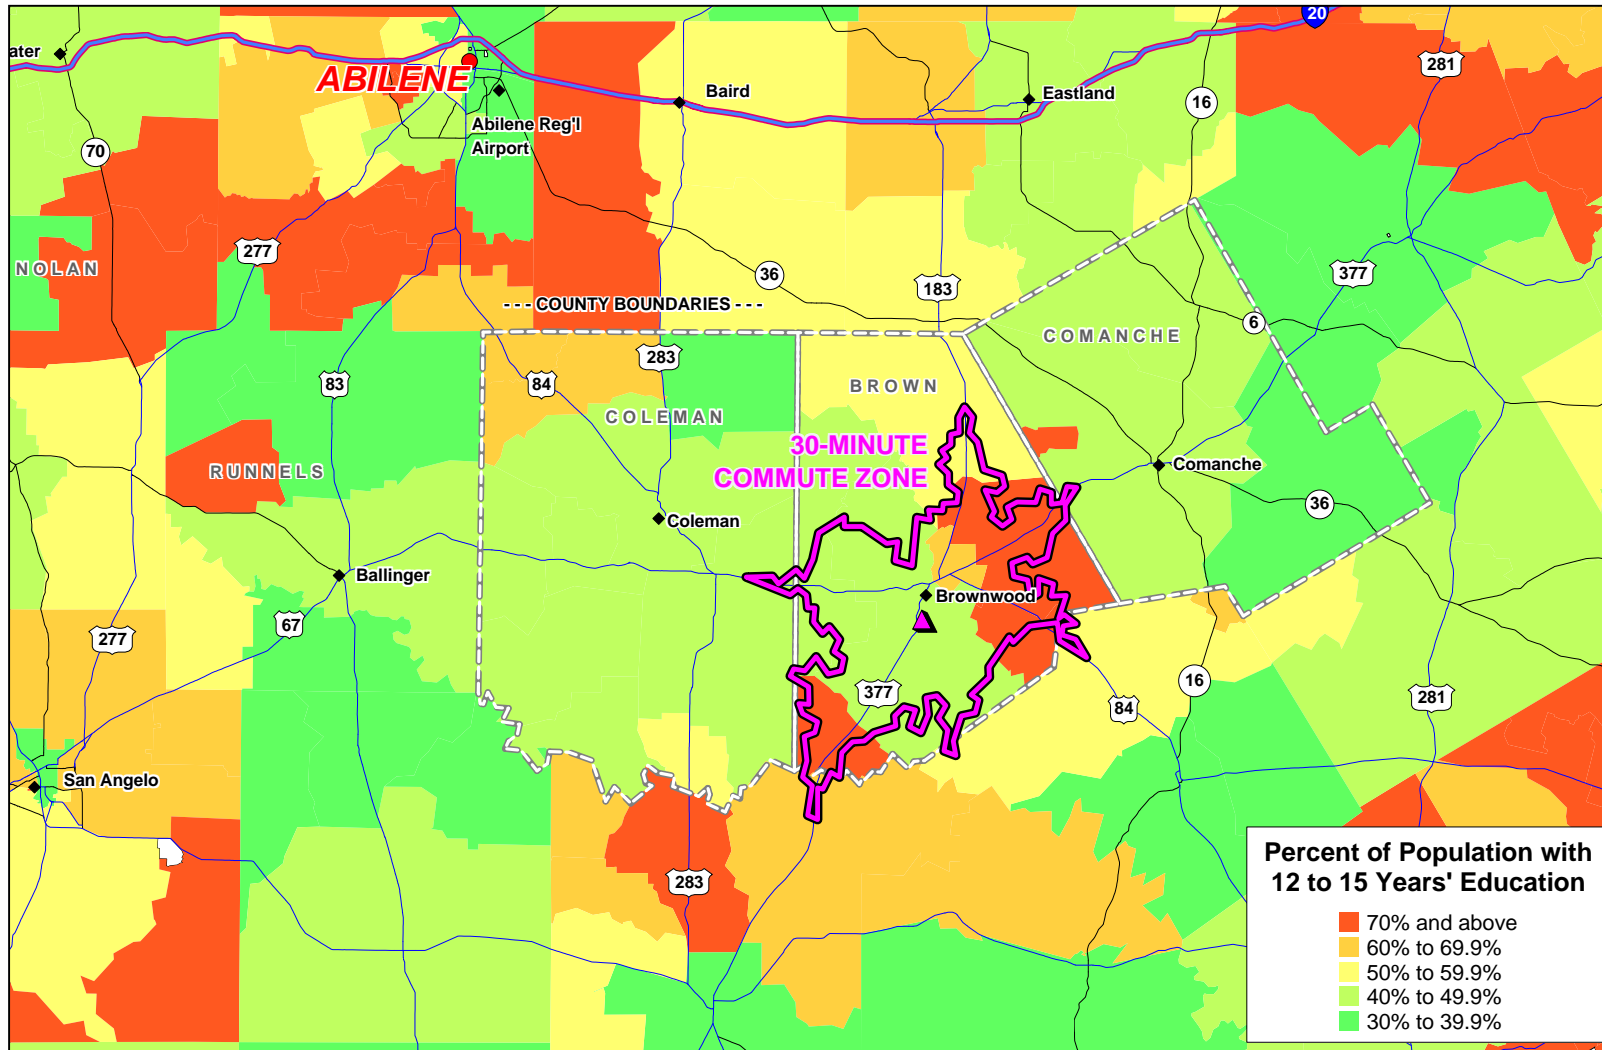 20
ater
281
ABILENE
Baird
Eastland
16
Abilene Reg'l
Airport
70
277
NOLAN
36
377
183
--- COUNTY BOUNDARIES ---
6
COMANCHE
283
83
84
BROWN
COLEMAN
30-MINUTE
COMMUTE ZONE
RUNNELS
Comanche
36
Coleman
Ballinger
Brownwood
67
277
16
377
281
84
San Angelo
283
Percent of Population with
12 to 15 Years' Education
70% and above
60% to 69.9%
50% to 59.9%
40% to 49.9%
30% to 39.9%